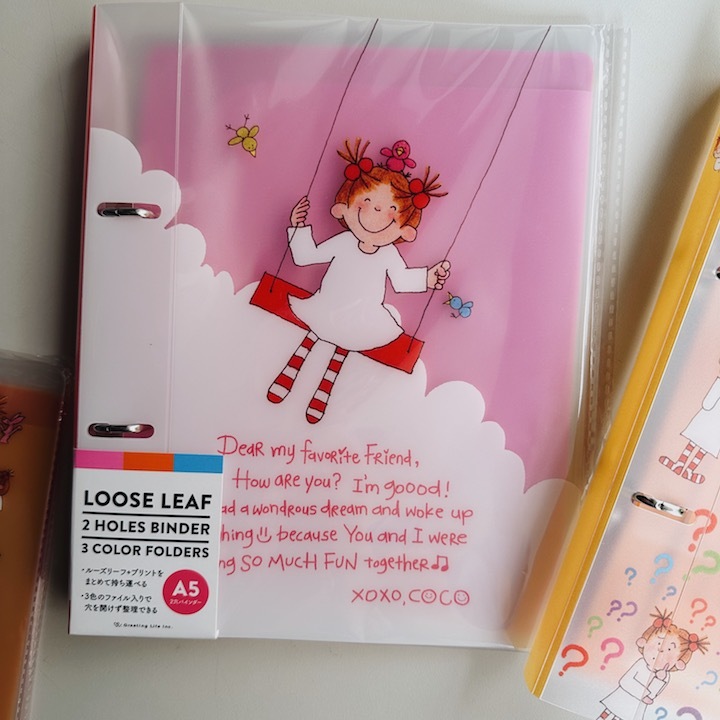 Dear my favorite Friend,
How are you? I'm goood!
ad a wondrous dream and woke up
hing because You and I were
ng SO MUCH FUN together♫
XOXO, COCO
LOOSE LEAF
2 HOLES BINDER
3 COLOR FOLDERS
・ルーズリーフ+プリントを
まとめて持ち運べる
・3色のファイル入りで
穴を開けず整理できる
A5
2穴バインダー
Greeting Life Inc.
? ? ? ? ? ? ? ? ?